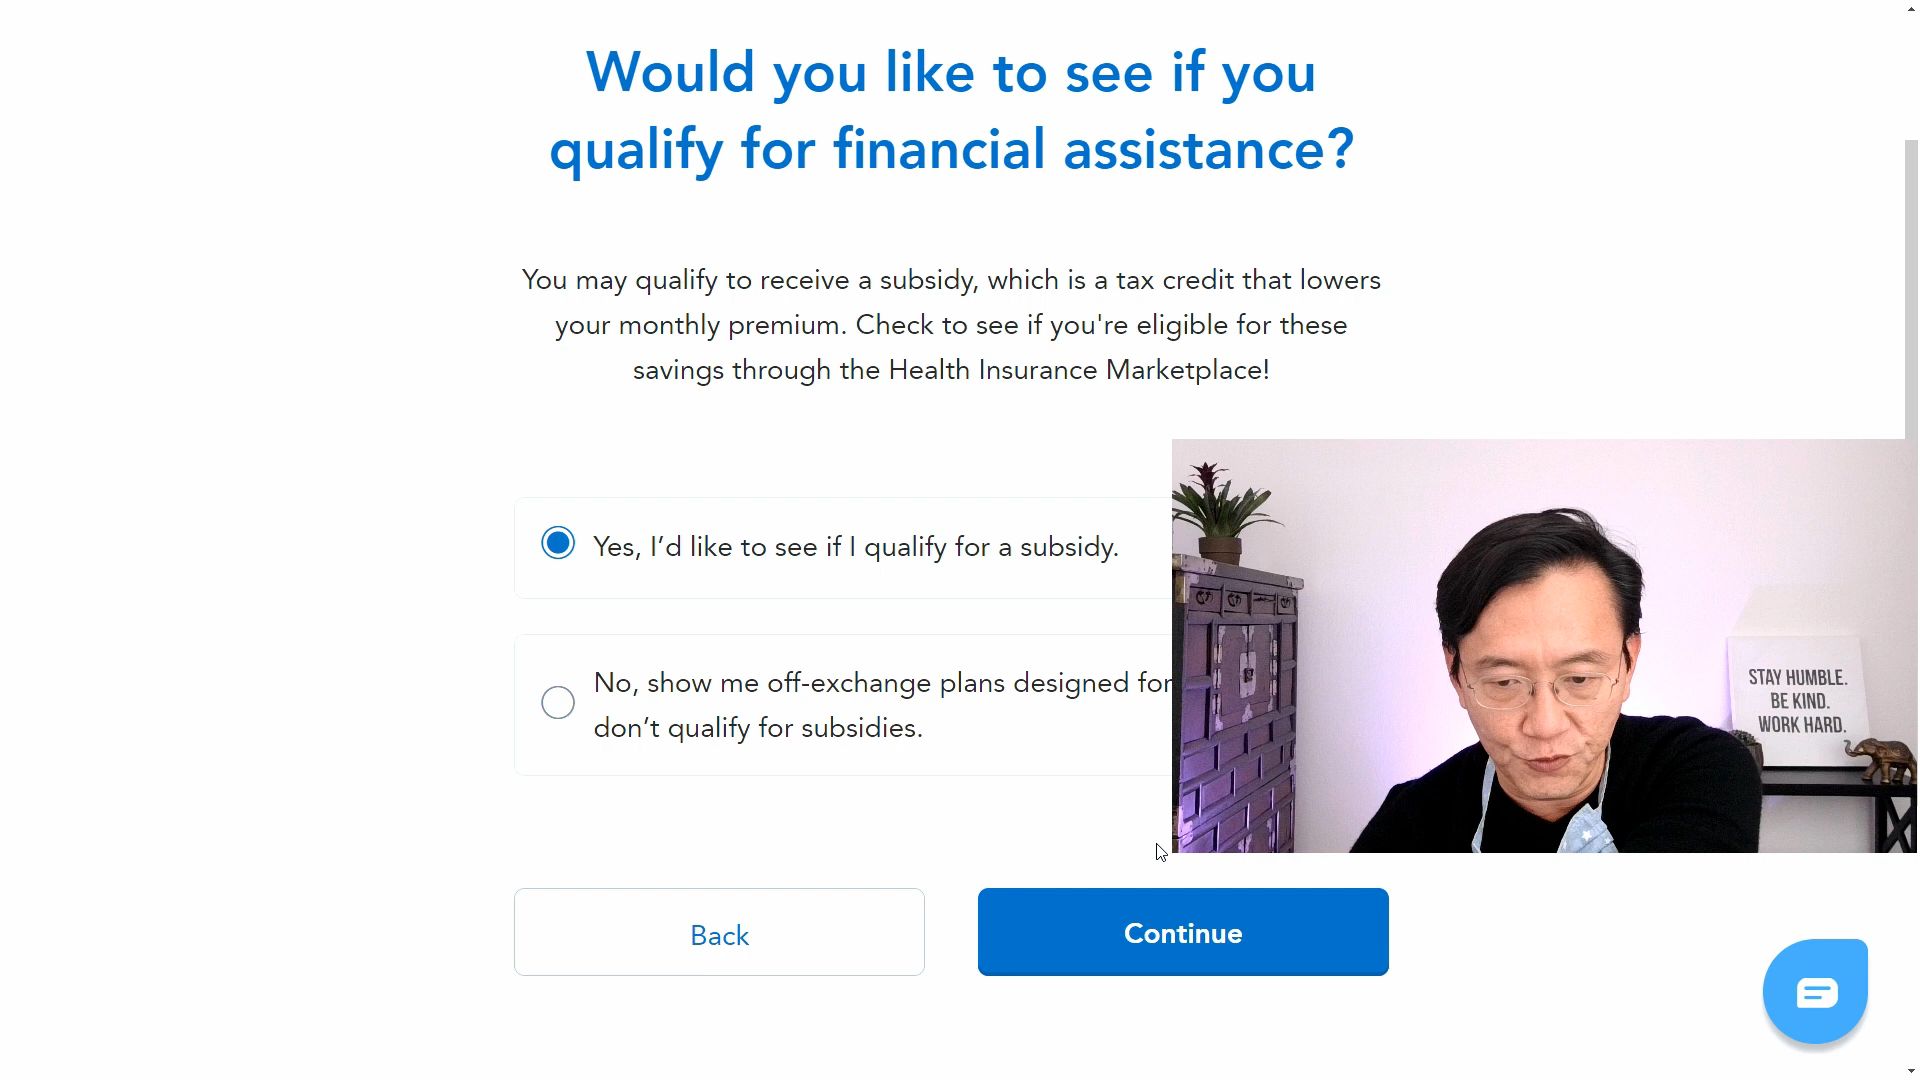 Would you like to see if you
qualify for financial assistance?
You may qualify to receive a subsidy, which is a tax credit that lowers
your monthly premium. Check to see if you're eligible for these
savings through the Health Insurance Marketplace!
Yes, I’d like to see if I qualify for a subsidy.
No, show me off-exchange plans designed for
don’t qualify for subsidies.
STAY HUMBLE.
BE KIND.
WORK HARD.
Back
Continue